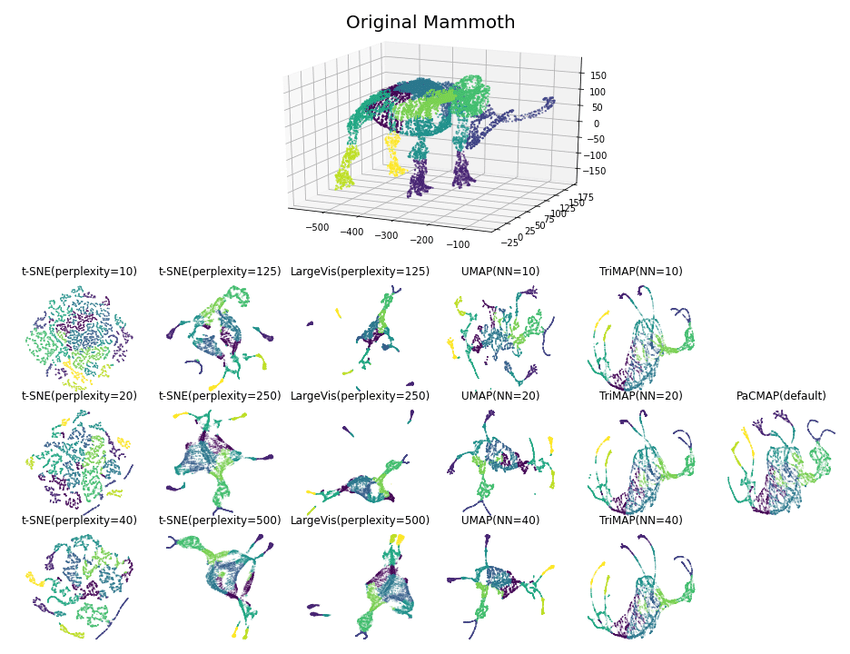 Original Mammoth
150
100
50
0
−50
−100
−150
−500
−400
−300
−200
−100
−25
0
25
50
75
100
125
150
175
t-SNE(perplexity=10)
t-SNE(perplexity=125)
LargeVis(perplexity=125)
UMAP(NN=10)
TriMAP(NN=10)
t-SNE(perplexity=20)
t-SNE(perplexity=250)
LargeVis(perplexity=250)
UMAP(NN=20)
TriMAP(NN=20)
PaCMAP(default)
t-SNE(perplexity=40)
t-SNE(perplexity=500)
LargeVis(perplexity=500)
UMAP(NN=40)
TriMAP(NN=40)